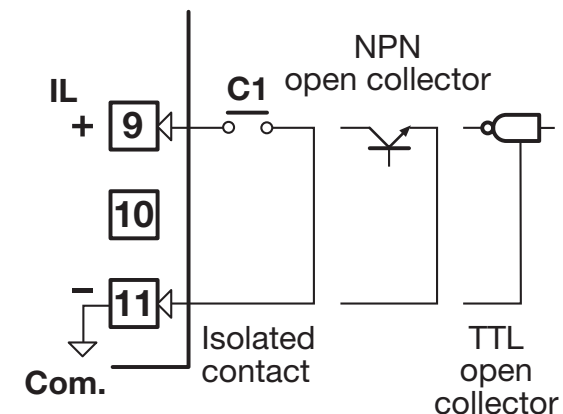 NPN
open collector
IL
C1
+
9
10
–
11
Isolated
contact
TTL
open
collector
Com.